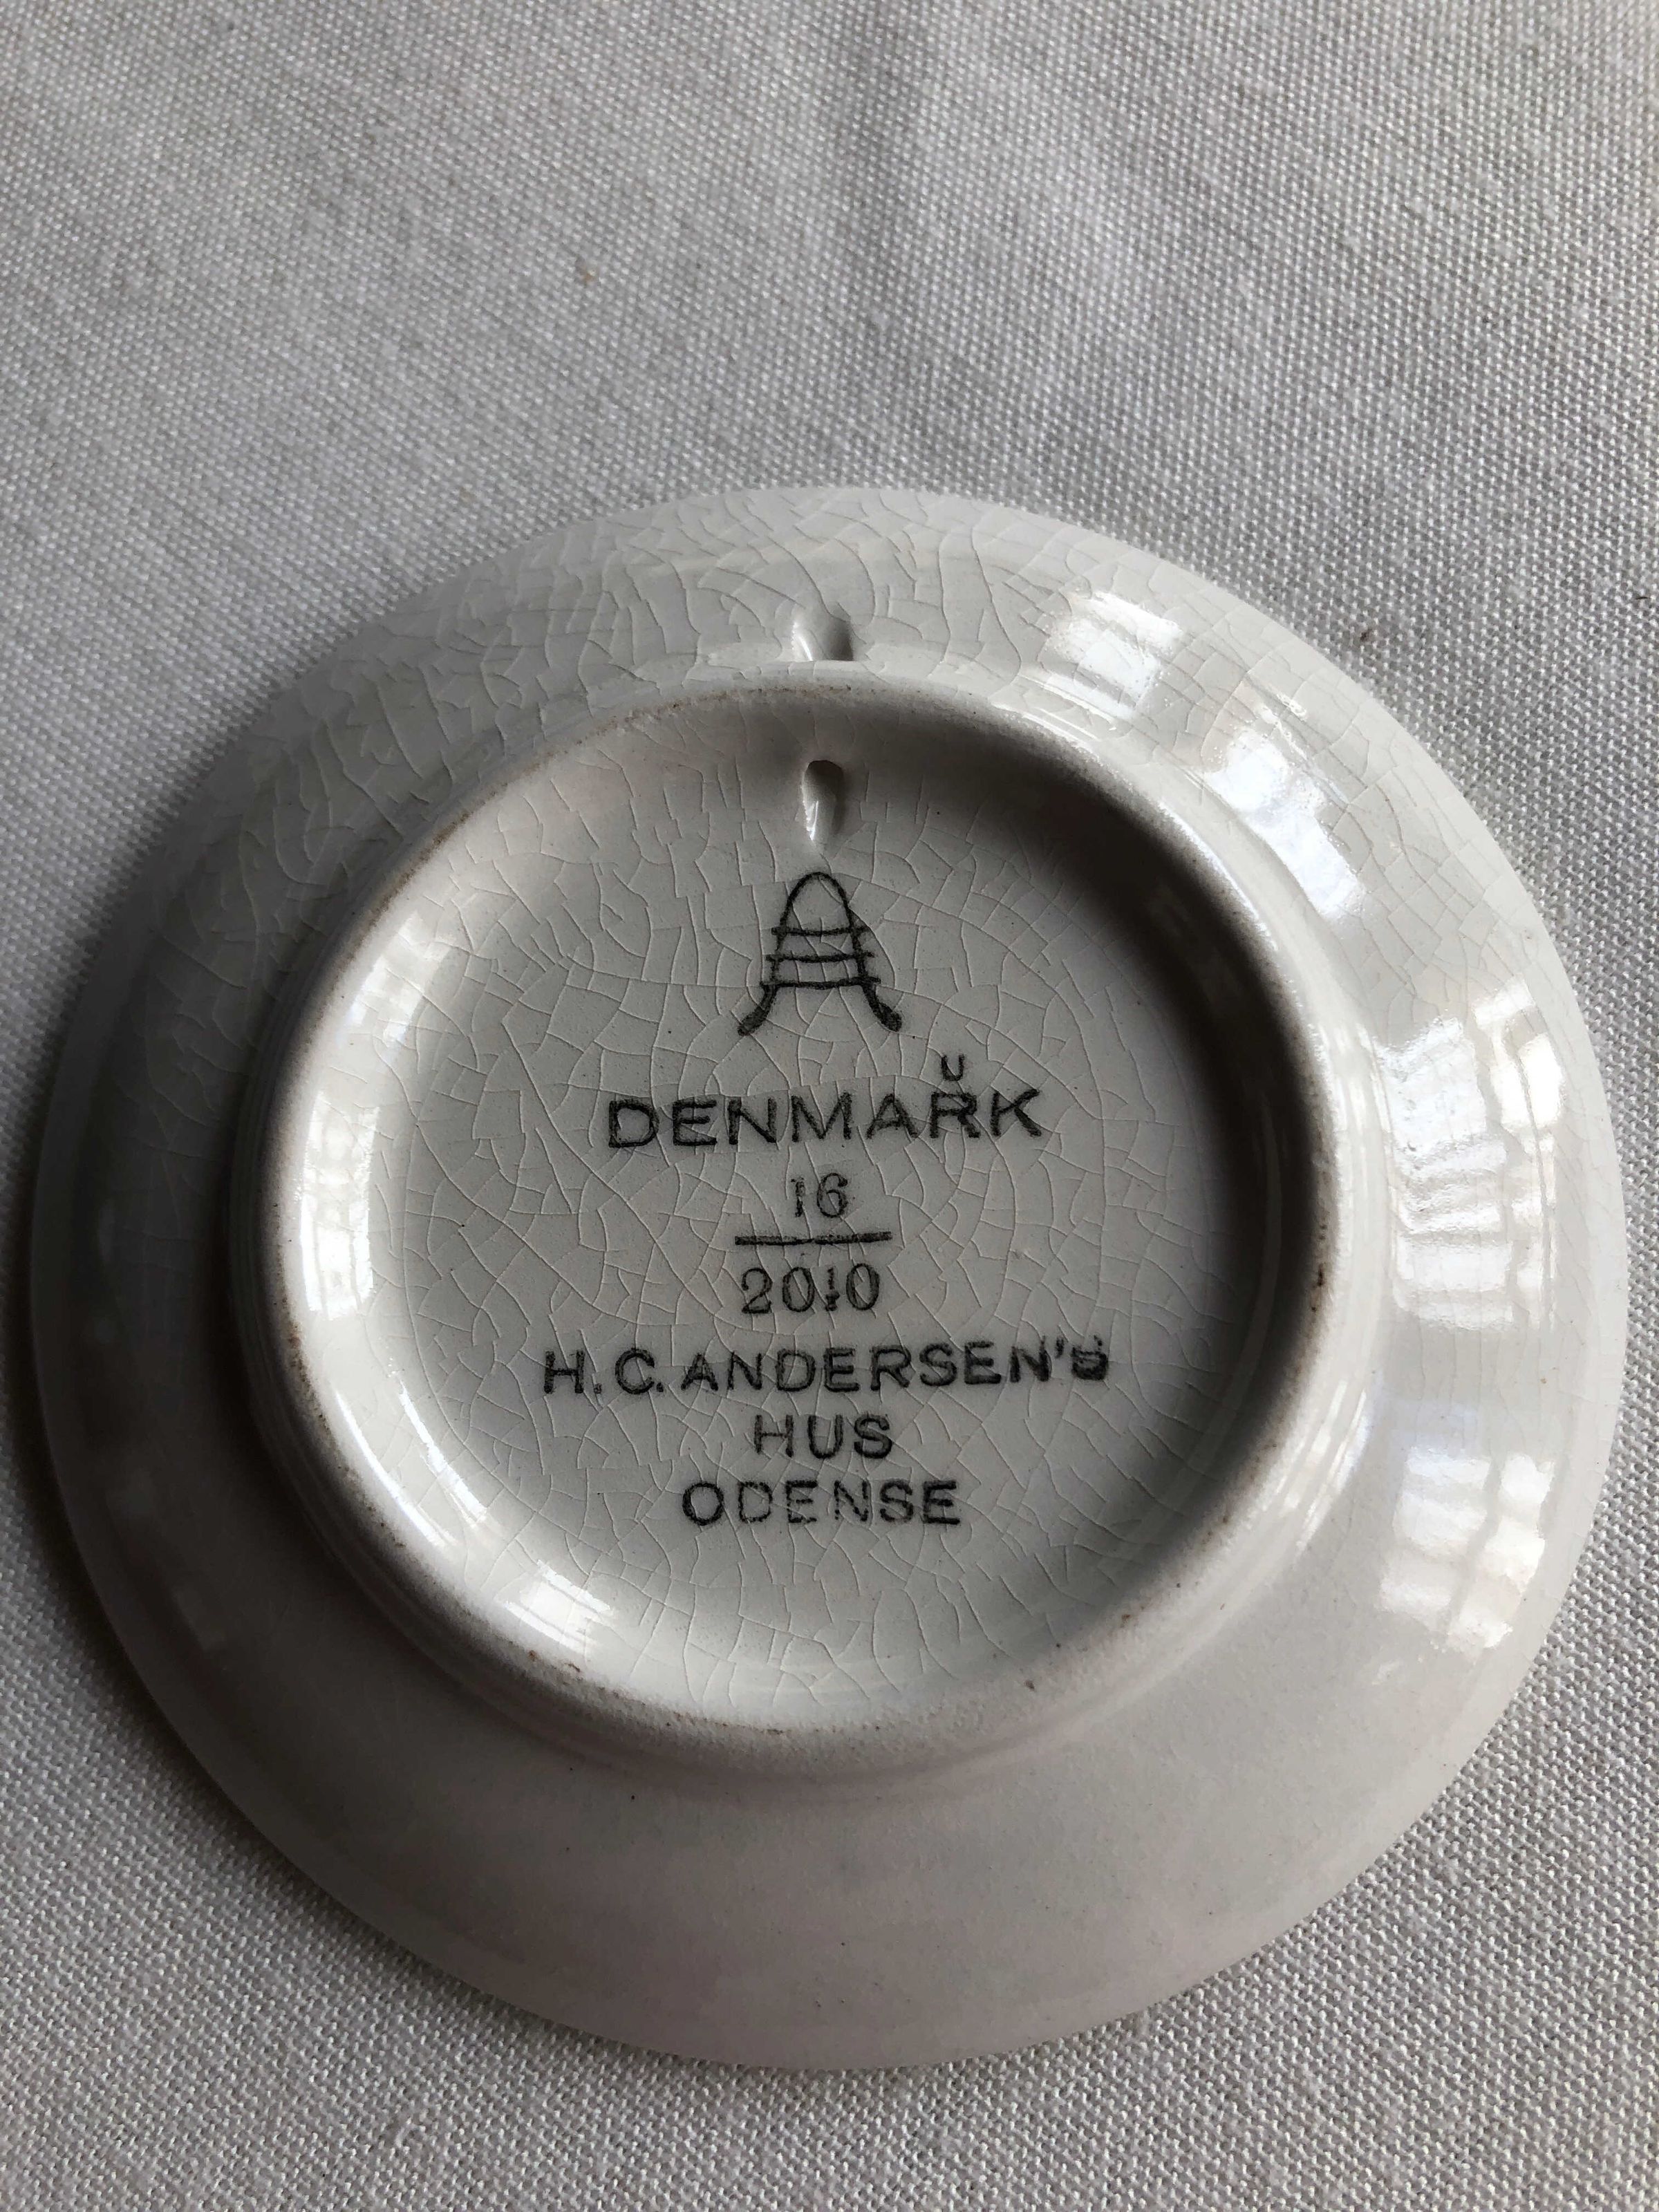 U
DENMARK
16
2010
H.C. ANDERSEN'S
HUS
ODENSE